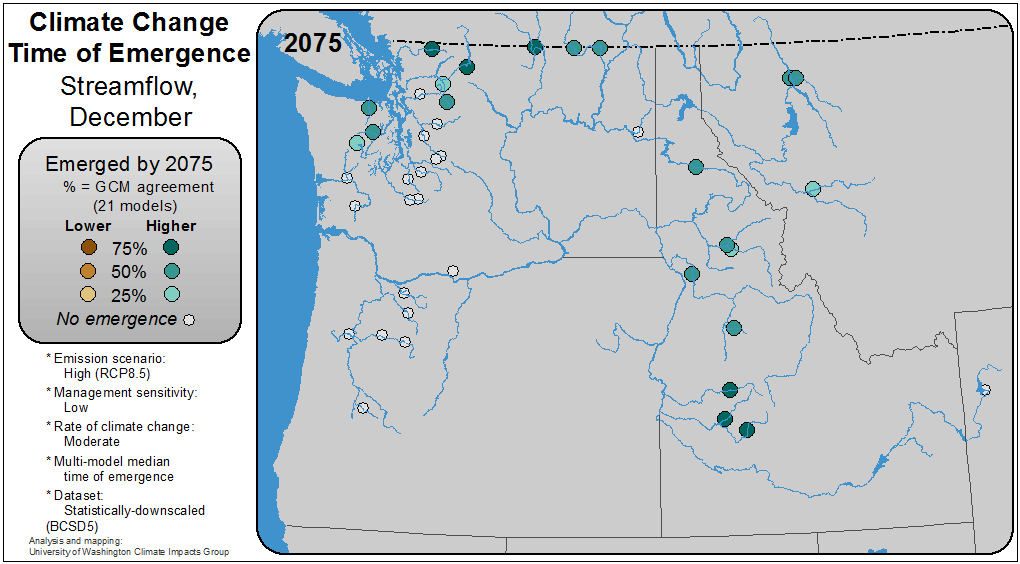 Climate Change
Time of Emergence
Streamflow,
December
Emerged by 2075
% = GCM agreement
(21 models)
Lower Higher
75%
50%
25%
No emergence
* Emission scenario:
High (RCP8.5)
* Management sensitivity:
Low
* Rate of climate change:
Moderate
* Multi-model median
time of emergence
* Dataset:
Statistically-downscaled
(BCSD5)
Analysis and mapping:
University of Washington Climate Impacts Group
2075